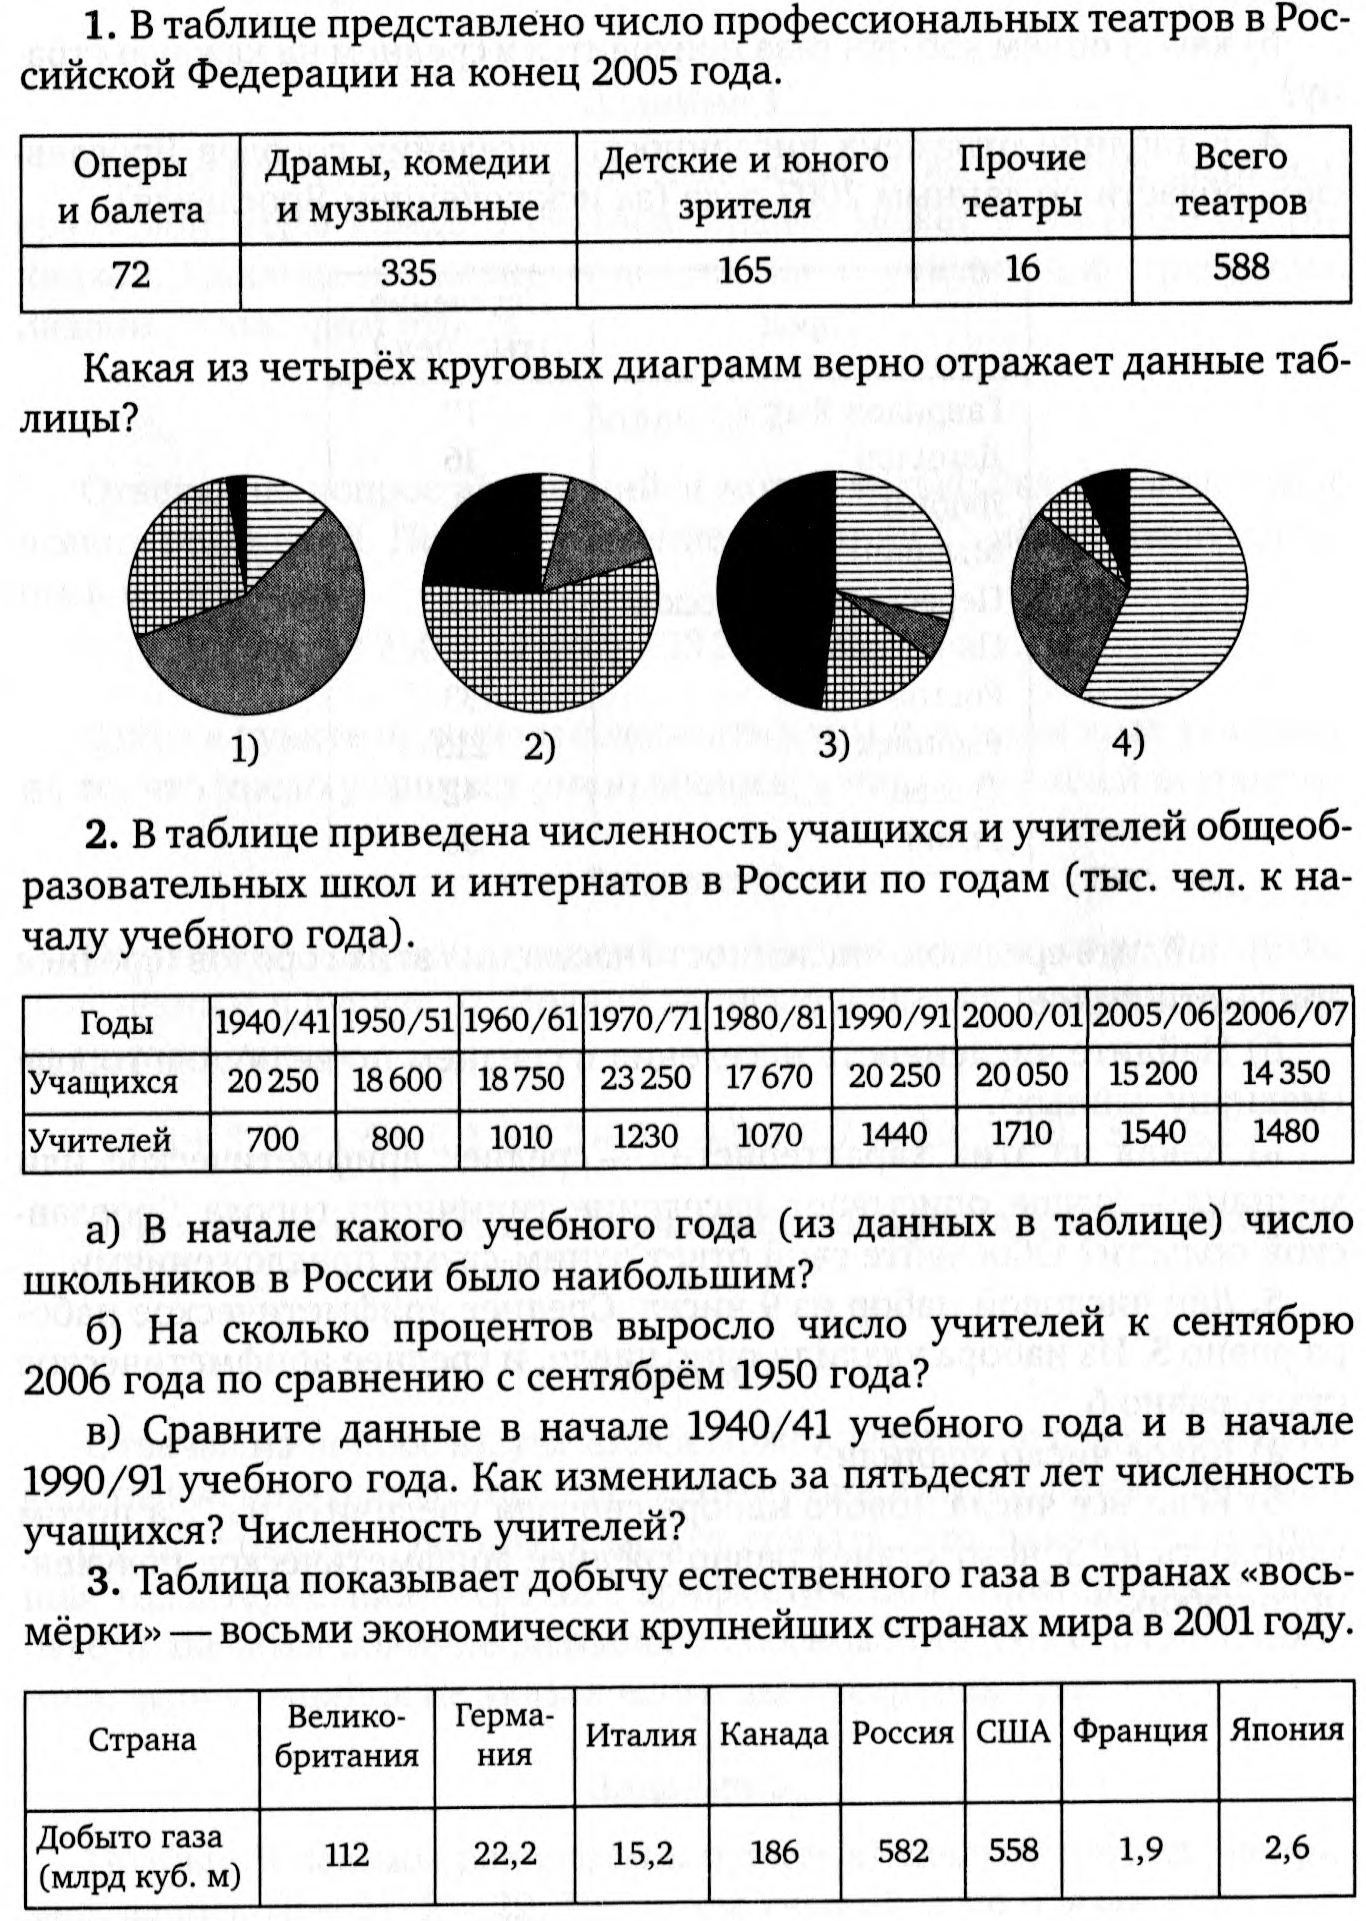 1. В таблице представлено число профессиональных театров в Рос-
сийской Федерации на конец 2005 года.
Оперы и балета | Драмы, комедии и музыкальные | Детские и юного зрителя | Прочие театры | Всего театров
72 | 335 | 165 | 16 | 588
Какая из четырёх круговых диаграмм верно отражает данные таб-
лицы?
1) 2) 3) 4)
2. В таблице приведена численность учащихся и учителей общеоб-
разовательных школ и интернатов в России по годам (тыс. чел. к на-
чалу учебного года).
Годы | 1940/41 | 1950/51 | 1960/61 | 1970/71 | 1980/81 | 1990/91 | 2000/01 | 2005/06 | 2006/07
Учащихся | 20 250 | 18 600 | 18 750 | 23 250 | 17 670 | 20 250 | 20 050 | 15 200 | 14 350
Учителей | 700 | 800 | 1010 | 1230 | 1070 | 1440 | 1710 | 1540 | 1480
а) В начале какого учебного года (из данных в таблице) число
школьников в России было наибольшим?
б) На сколько процентов выросло число учителей к сентябрю
2006 года по сравнению с сентябрём 1950 года?
в) Сравните данные в начале 1940/41 учебного года и в начале
1990/91 учебного года. Как изменилась за пятьдесят лет численность
учащихся? Численность учителей?
3. Таблица показывает добычу естественного газа в странах «вось-
мёрки» — восьми экономически крупнейших странах мира в 2001 году.
Страна | Велико-британия | Герма-ния | Италия | Канада | Россия | США | Франция | Япония
Добыто газа (млрд куб. м) | 112 | 22,2 | 15,2 | 186 | 582 | 558 | 1,9 | 2,6